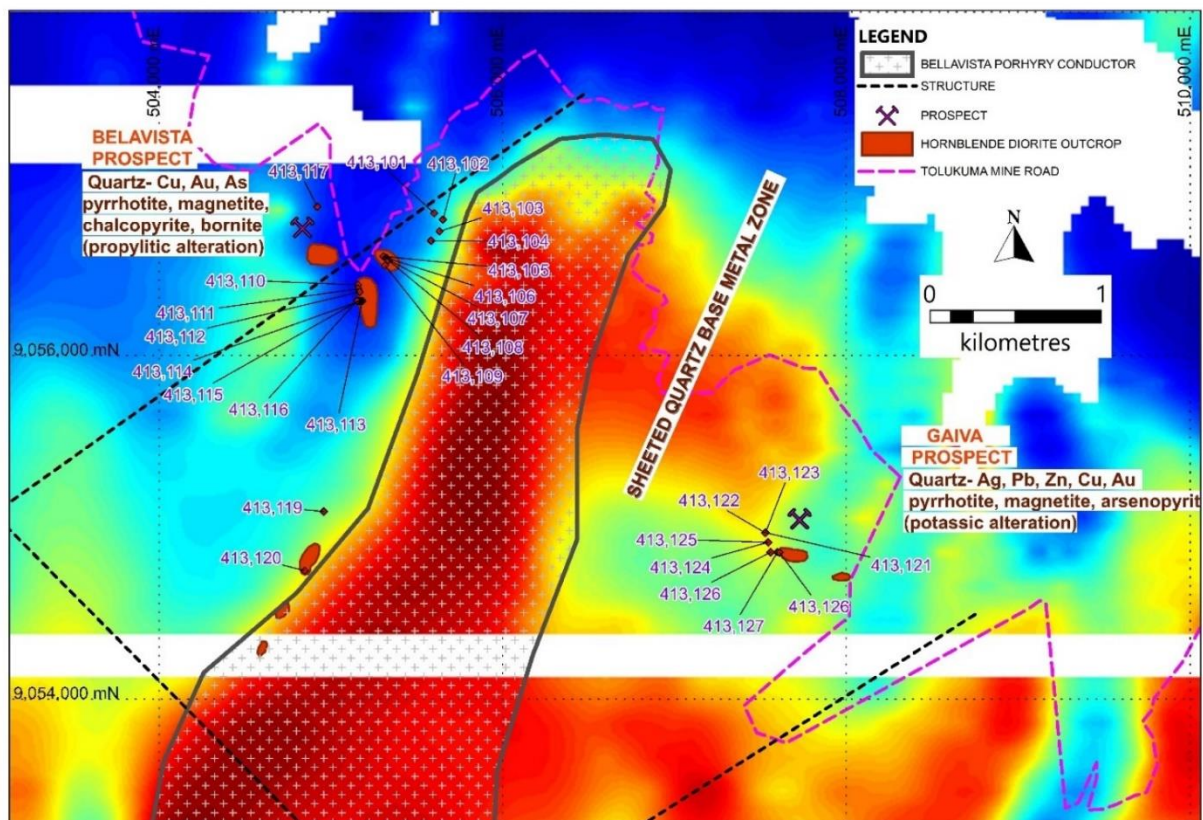 504,000 mE
506,000 mE
508,000 mE
510,000 mE
LEGEND
BELLAVISTA PORHYRY CONDUCTOR
STRUCTURE
PROSPECT
HORNBLENDE DIORITE OUTCROP
TOLUKUMA MINE ROAD
N
0 1
kilometres
BELAVISTA
PROSPECT
Quartz- Cu, Au, As
pyrrhotite, magnetite,
chalcopyrite, bornite
(propylitic alteration)
413,117
413,101
413,102
413,103
413,104
413,105
413,106
413,107
413,108
413,109
413,110
413,111
413,112
413,114
413,115
413,116
413,113
9,056,000 mN
SHEETED QUARTZ BASE METAL ZONE
GAIVA
PROSPECT
Quartz- Ag, Pb, Zn, Cu, Au
pyrrhotite, magnetite, arsenopyrit
(potassic alteration)
413,119
413,120
413,123
413,122
413,125
413,124
413,126
413,127
413,126
413,121
9,054,000 mN